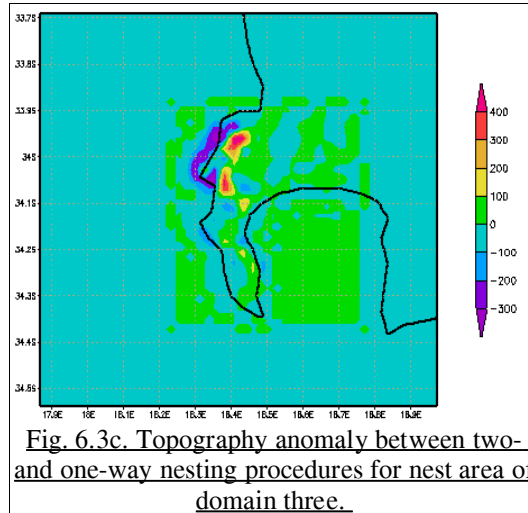 33.7S
33.8S
33.9S
34S
34.1S
34.2S
34.3S
34.4S
34.5S
17.9E 18E 18.1E 18.2E 18.3E 18.4E 18.5E 18.6E 18.7E 18.8E 18.9E
400
300
200
100
0
-100
-200
-300
Fig. 6.3c. Topography anomaly between two-
and one-way nesting procedures for nest area of
domain three.